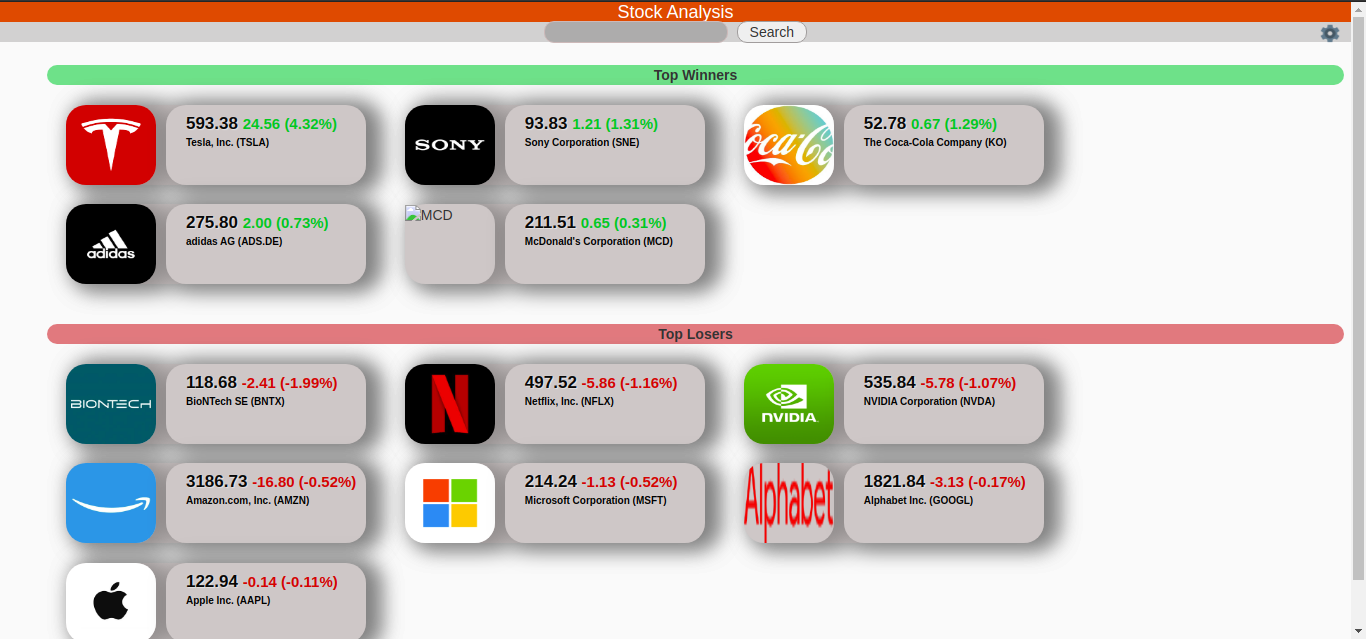 Stock Analysis
Search
Top Winners
593.38 24.56 (4.32%)
Tesla, Inc. (TSLA)
SONY
93.83 1.21 (1.31%)
Sony Corporation (SNE)
Coca-Co
52.78 0.67 (1.29%)
The Coca-Cola Company (KO)
adidas
275.80 2.00 (0.73%)
adidas AG (ADS.DE)
MCD
211.51 0.65 (0.31%)
McDonald's Corporation (MCD)
Top Losers
BIONTECH
118.68 -2.41 (-1.99%)
BioNTech SE (BNTX)
N
497.52 -5.86 (-1.16%)
Netflix, Inc. (NFLX)
NVIDIA
535.84 -5.78 (-1.07%)
NVIDIA Corporation (NVDA)
3186.73 -16.80 (-0.52%)
Amazon.com, Inc. (AMZN)
214.24 -1.13 (-0.52%)
Microsoft Corporation (MSFT)
Alphabet
1821.84 -3.13 (-0.17%)
Alphabet Inc. (GOOGL)
122.94 -0.14 (-0.11%)
Apple Inc. (AAPL)